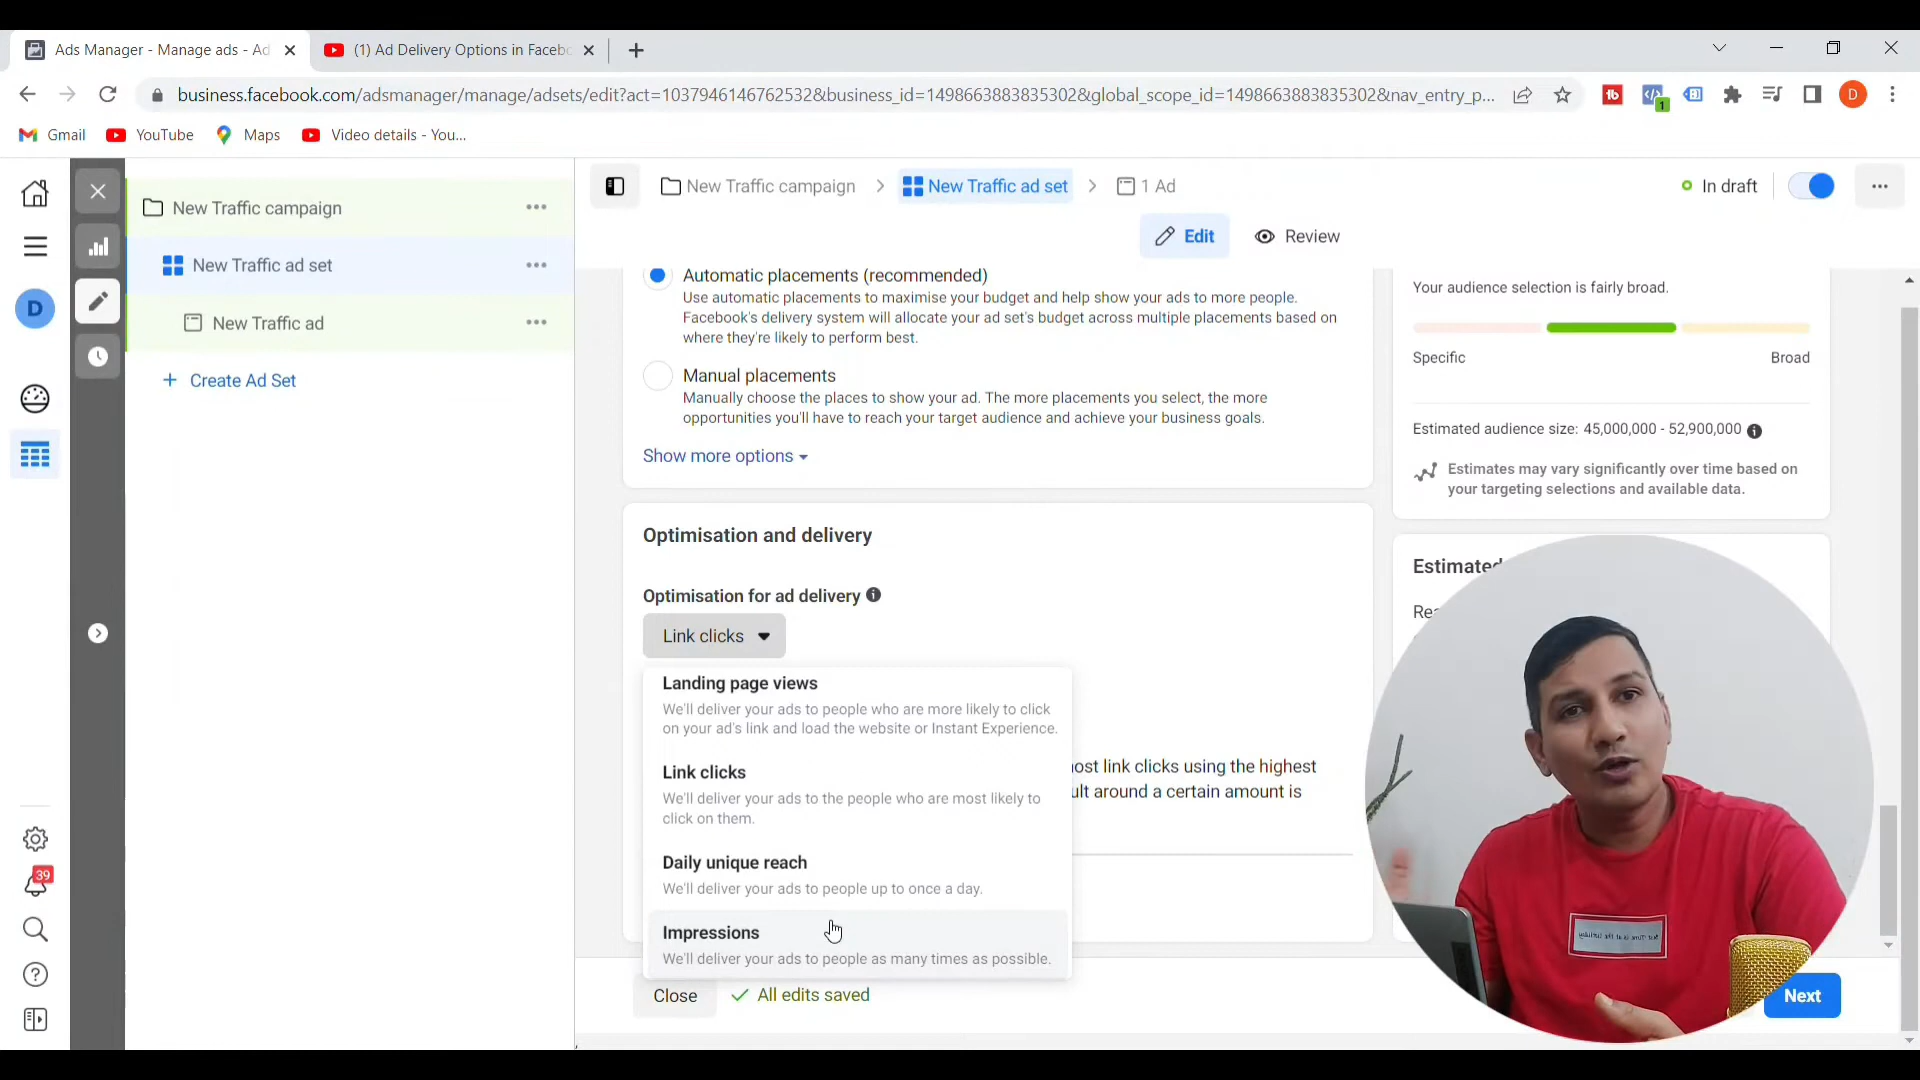 Ads Manager - Manage ads - Ad
(1) Ad Delivery Options in Facebo
business.facebook.com/adsmanager/manage/adsets/edit?act=1037946146762532&business_id=1498663883835302&global_scope_id=1498663883835302&nav_entry_p...
1
D
Gmail
YouTube
Maps
Video details - You...
New Traffic campaign
New Traffic ad set
1 Ad
In draft
Edit
Review
D
New Traffic campaign
New Traffic ad set
New Traffic ad
+ Create Ad Set
39
Automatic placements (recommended)
Use automatic placements to maximise your budget and help show your ads to more people.
Facebook's delivery system will allocate your ad set's budget across multiple placements based on
where they're likely to perform best.
Manual placements
Manually choose the places to show your ad. The more placements you select, the more
opportunities you'll have to reach your target audience and achieve your business goals.
Show more options
Optimisation and delivery
Optimisation for ad delivery
Link clicks
Landing page views
We'll deliver your ads to people who are more likely to click
on your ad's link and load the website or Instant Experience.
Link clicks
We'll deliver your ads to the people who are most likely to
click on them.
Daily unique reach
We'll deliver your ads to people up to once a day.
Impressions
We'll deliver your ads to people as many times as possible.
ost link clicks using the highest
ult around a certain amount is
Close
All edits saved
Your audience selection is fairly broad.
Specific
Broad
Estimated audience size: 45,000,000 - 52,900,000
Estimates may vary significantly over time based on
your targeting selections and available data.
Estimated
Rea
Next